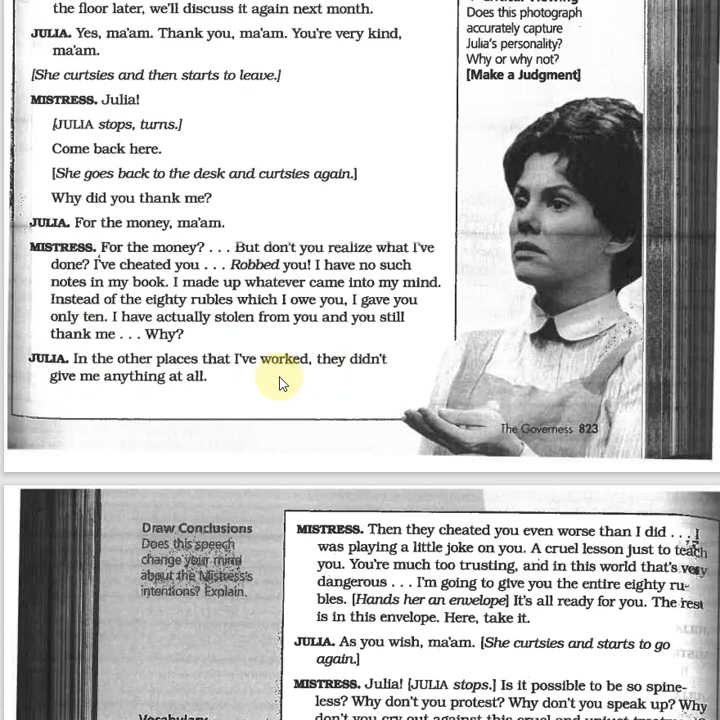 the floor later, we'll discuss it again next month.
JULIA. Yes, ma'am. Thank you, ma'am. You're very kind,
ma'am.
[She curtsies and then starts to leave.]
MISTRESS. Julia!
[JULIA stops, turns.]
Come back here.
[She goes back to the desk and curtsies again.]
Why did you thank me?
JULIA. For the money, ma'am.
MISTRESS. For the money? . . . But don't you realize what I've
done? I've cheated you . . . Robbed you! I have no such
notes in my book. I made up whatever came into my mind.
Instead of the eighty rubles which I owe you, I gave you
only ten. I have actually stolen from you and you still
thank me . . . Why?
JULIA. In the other places that I've worked, they didn't
give me anything at all.
Viewing
Does this photograph
accurately capture
Julia's personality?
Why or why not?
[Make a Judgment]
The Governess 823
Draw Conclusions
Does this speech
change your mind
about the Mistress's
intentions? Explain.
MISTRESS. Then they cheated you even worse than I did . . . I
was playing a little joke on you. A cruel lesson just to teach
you. You're much too trusting, and in this world that's very
dangerous . . . I'm going to give you the entire eighty ru-
bles. [Hands her an envelope] It's all ready for you. The rest
is in this envelope. Here, take it.
JULIA. As you wish, ma'am. [She curtsies and starts to go
again.]
MISTRESS. Julia! [JULIA stops.] Is it possible to be so spine-
less? Why don't you protest? Why don't you speak up? Why
don't you cry out against this cruel and unjust
Vocabulary